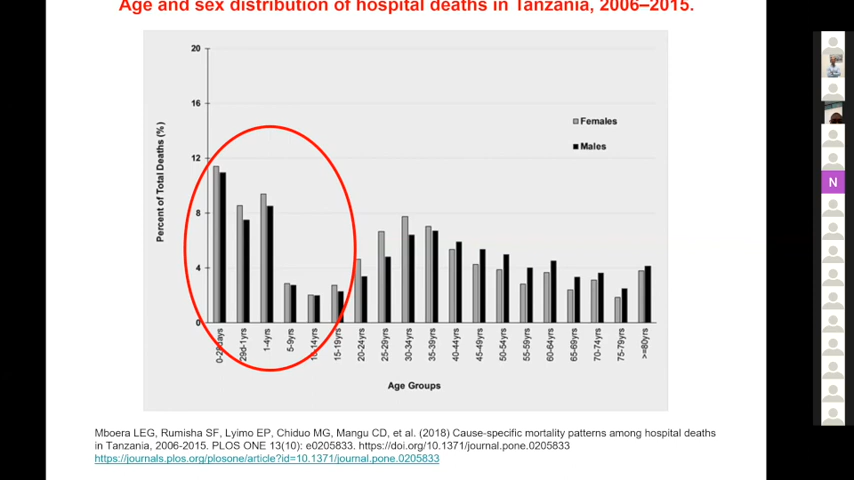 Age and sex distribution of hospital deaths in Tanzania, 2006–2015.
20
16
12
8
4
0
Percent of Total Deaths (%)
Females
Males
0-28days
29d-1yrs
1-4yrs
5-9yrs
10-14yrs
15-19yrs
20-24yrs
25-29yrs
30-34yrs
35-39yrs
40-44yrs
45-49yrs
50-54yrs
55-59yrs
60-64yrs
65-69yrs
70-74yrs
75-79yrs
>=80yrs
Age Groups
Mboera LEG, Rumisha SF, Lyimo EP, Chiduo MG, Mangu CD, et al. (2018) Cause-specific mortality patterns among hospital deaths
in Tanzania, 2006-2015. PLOS ONE 13(10): e0205833. https://doi.org/10.1371/journal.pone.0205833
https://journals.plos.org/plosone/article?id=10.1371/journal.pone.0205833
N